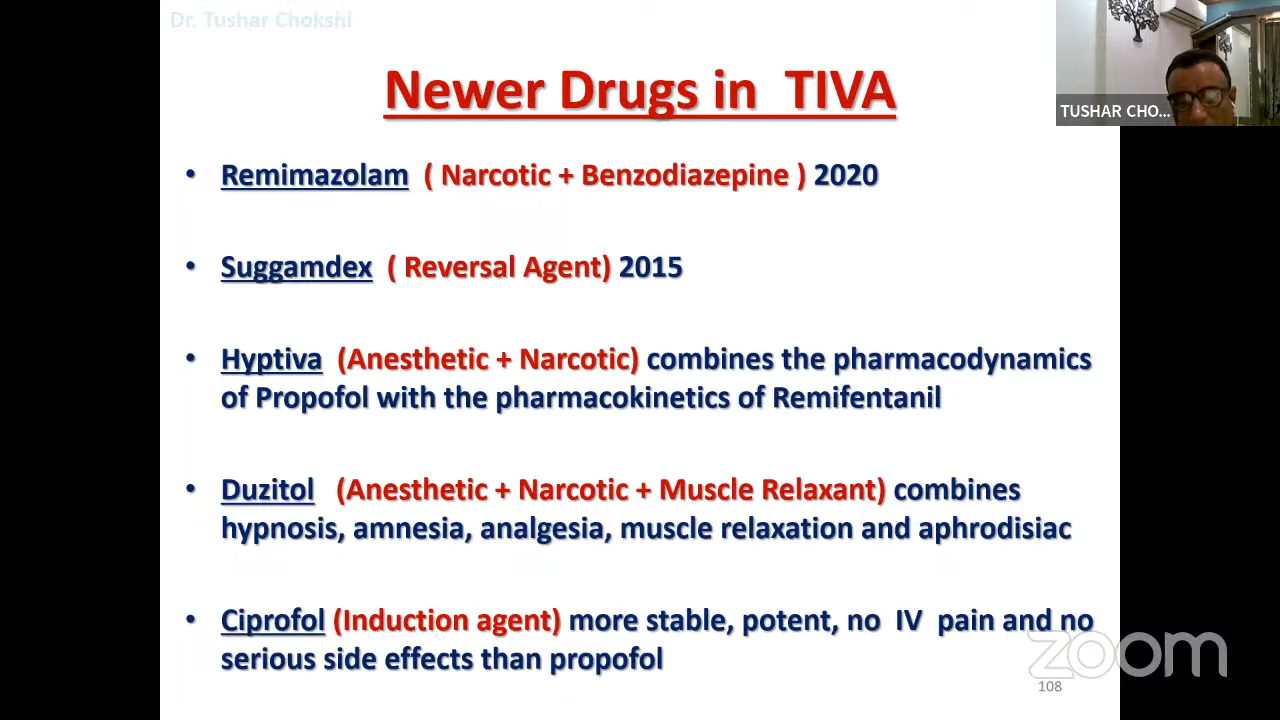 Dr. Tushar Chokshi
TUSHAR CHO...
Newer Drugs in TIVA
• Remimazolam ( Narcotic + Benzodiazepine ) 2020
• Suggamdex ( Reversal Agent) 2015
• Hyptiva (Anesthetic + Narcotic) combines the pharmacodynamics
of Propofol with the pharmacokinetics of Remifentanil
• Duzitol (Anesthetic + Narcotic + Muscle Relaxant) combines
hypnosis, amnesia, analgesia, muscle relaxation and aphrodisiac
• Ciprofol (Induction agent) more stable, potent, no IV pain and no
serious side effects than propofol
zoom
108